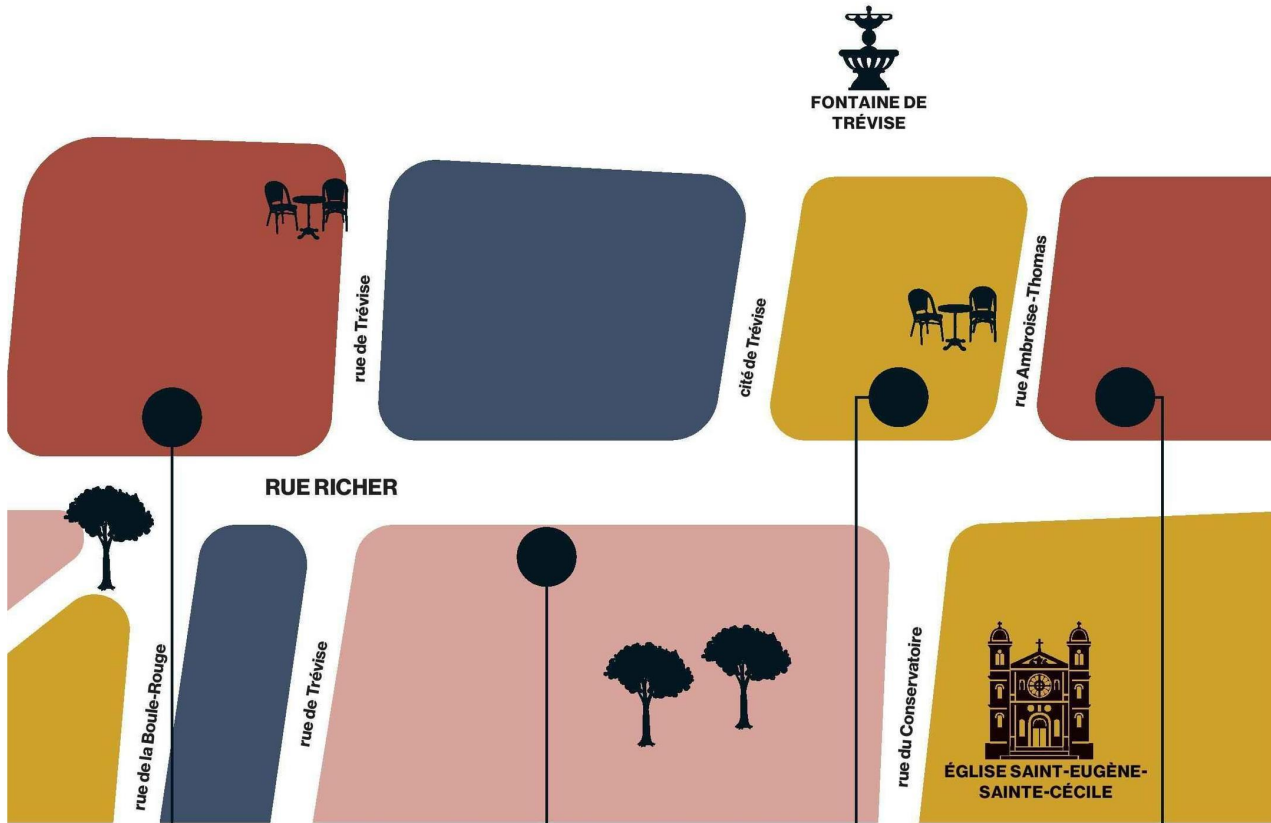 FONTAINE DE
TRÉVISE
rue de Trévise
cité de Trévise
rue Ambroise-Thomas
RUE RICHER
rue de la Boule-Rouge
rue de Trévise
rue du Conservatoire
ÉGLISE SAINT-EUGÈNE-
SAINTE-CÉCILE